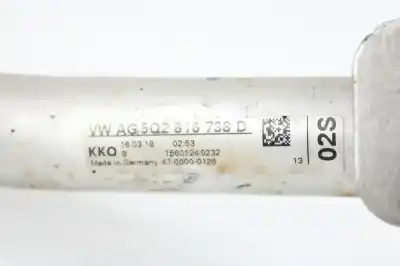 VW AG 5Q2 816 738 D
KKO 16.03.18 02:53
8 1560124 0232
Made in Germany 47-0000-0128 13
02S